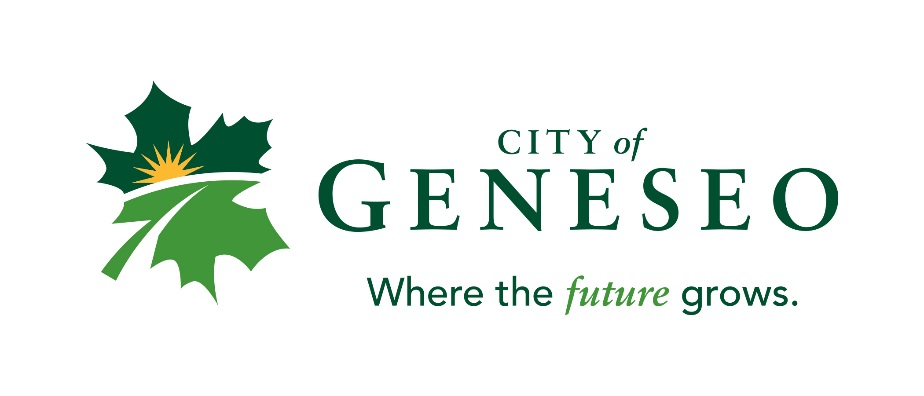 CITY of
GENESEO
Where the future grows.